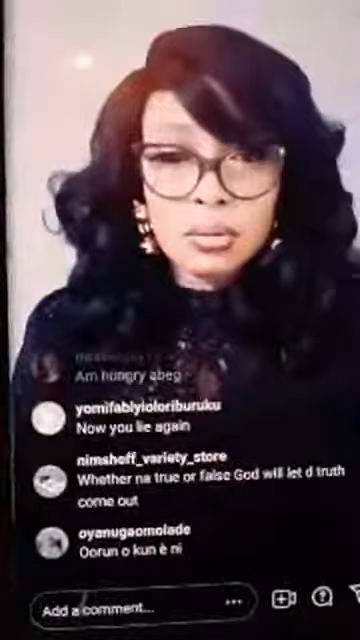 Am hungry abeg
yomifablyioloriburuku
Now you lie again
nimshoff_variety_store
Whether na true or false God will let d truth
come out
oyanugaomolade
Oorun o kun è ni
Add a comment...